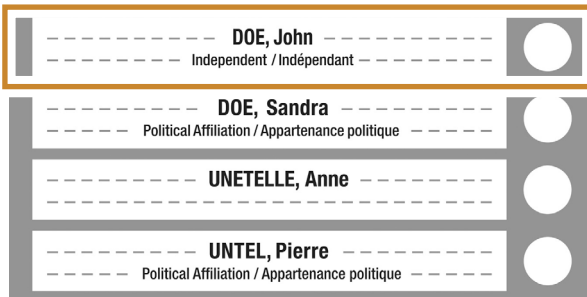 DOE, John
Independent / Indépendant
DOE, Sandra
Political Affiliation / Appartenance politique
UNETELLE, Anne
UNTEL, Pierre
Political Affiliation / Appartenance politique